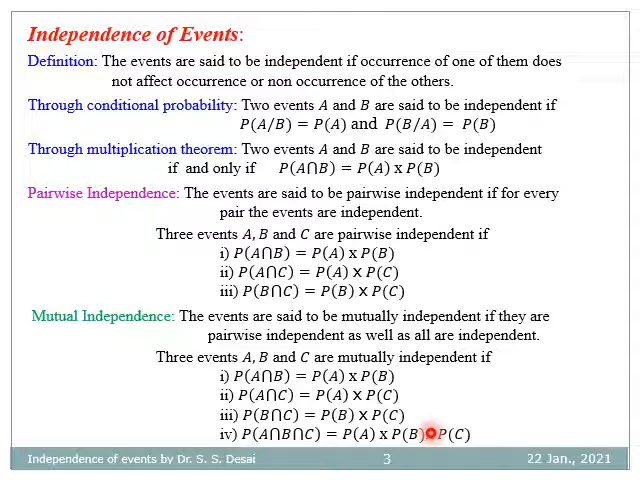 Independence of Events:
Definition: The events are said to be independent if occurrence of one of them does
not affect occurrence or non occurrence of the others.
Through conditional probability: Two events A and B are said to be independent if
P(A/B) = P(A) and P(B/A) = P(B)
Through multiplication theorem: Two events A and B are said to be independent
if and only if P(A⋂B) = P(A) x P(B)
Pairwise Independence: The events are said to be pairwise independent if for every
pair the events are independent.
Three events A, B and C are pairwise independent if
i) P(A⋂B) = P(A) x P(B)
ii) P(A⋂C) = P(A) x P(C)
iii) P(B⋂C) = P(B) x P(C)
Mutual Independence: The events are said to be mutually independent if they are
pairwise independent as well as all are independent.
Three events A, B and C are mutually independent if
i) P(A⋂B) = P(A) x P(B)
ii) P(A⋂C) = P(A) x P(C)
iii) P(B⋂C) = P(B) x P(C)
iv) P(A⋂B⋂C) = P(A) x P(B) P(C)
Independence of events by Dr. S. S. Desai 3 22 Jan., 2021